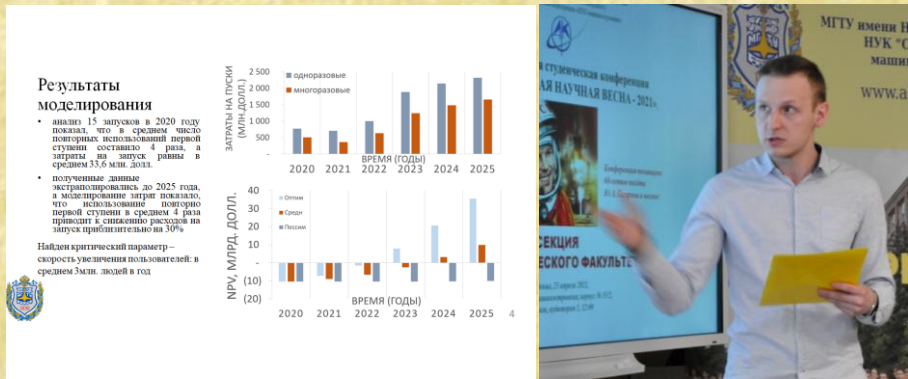 Результаты
моделирования
• анализ 15 запусков в 2020 году
показал, что в среднем число
повторных использований первой
ступени составило 4 раза, а
затраты на запуск равны в
среднем 33,6 млн. долл.
• полученные данные
экстраполировались до 2025 года,
а моделирование затрат показало,
что использование повторно
первой ступени в среднем 4 раза
приводит к снижению расходов на
запуск приблизительно на 30%
Найден критический параметр –
скорость увеличения пользователей: в
среднем 3млн. людей в год
ЗАТРАТЫ НА ПУСКИ
(МЛН.ДОЛЛ.)
2 500
2 000
1 500
1 000
500
-
одноразовые
многоразовые
2020 2021 2022 2023 2024 2025
ВРЕМЯ (ГОДЫ)
NPV, МЛРД. ДОЛЛ.
40
30
20
10
-
(10)
(20)
Оптим
Средн
Пессим
2020 2021 2022 2023 2024 2025
ВРЕМЯ (ГОДЫ)
4
студенческая конференция
АЯ НАУЧНАЯ ВЕСНА - 2021»,
Конференция посвящена
Ю.А. Гагарина в космос
СЕКЦИЯ
ЕСКОГО ФАКУЛЬТЕ
МГТУ имени Н
НУК "С
маши
www.a